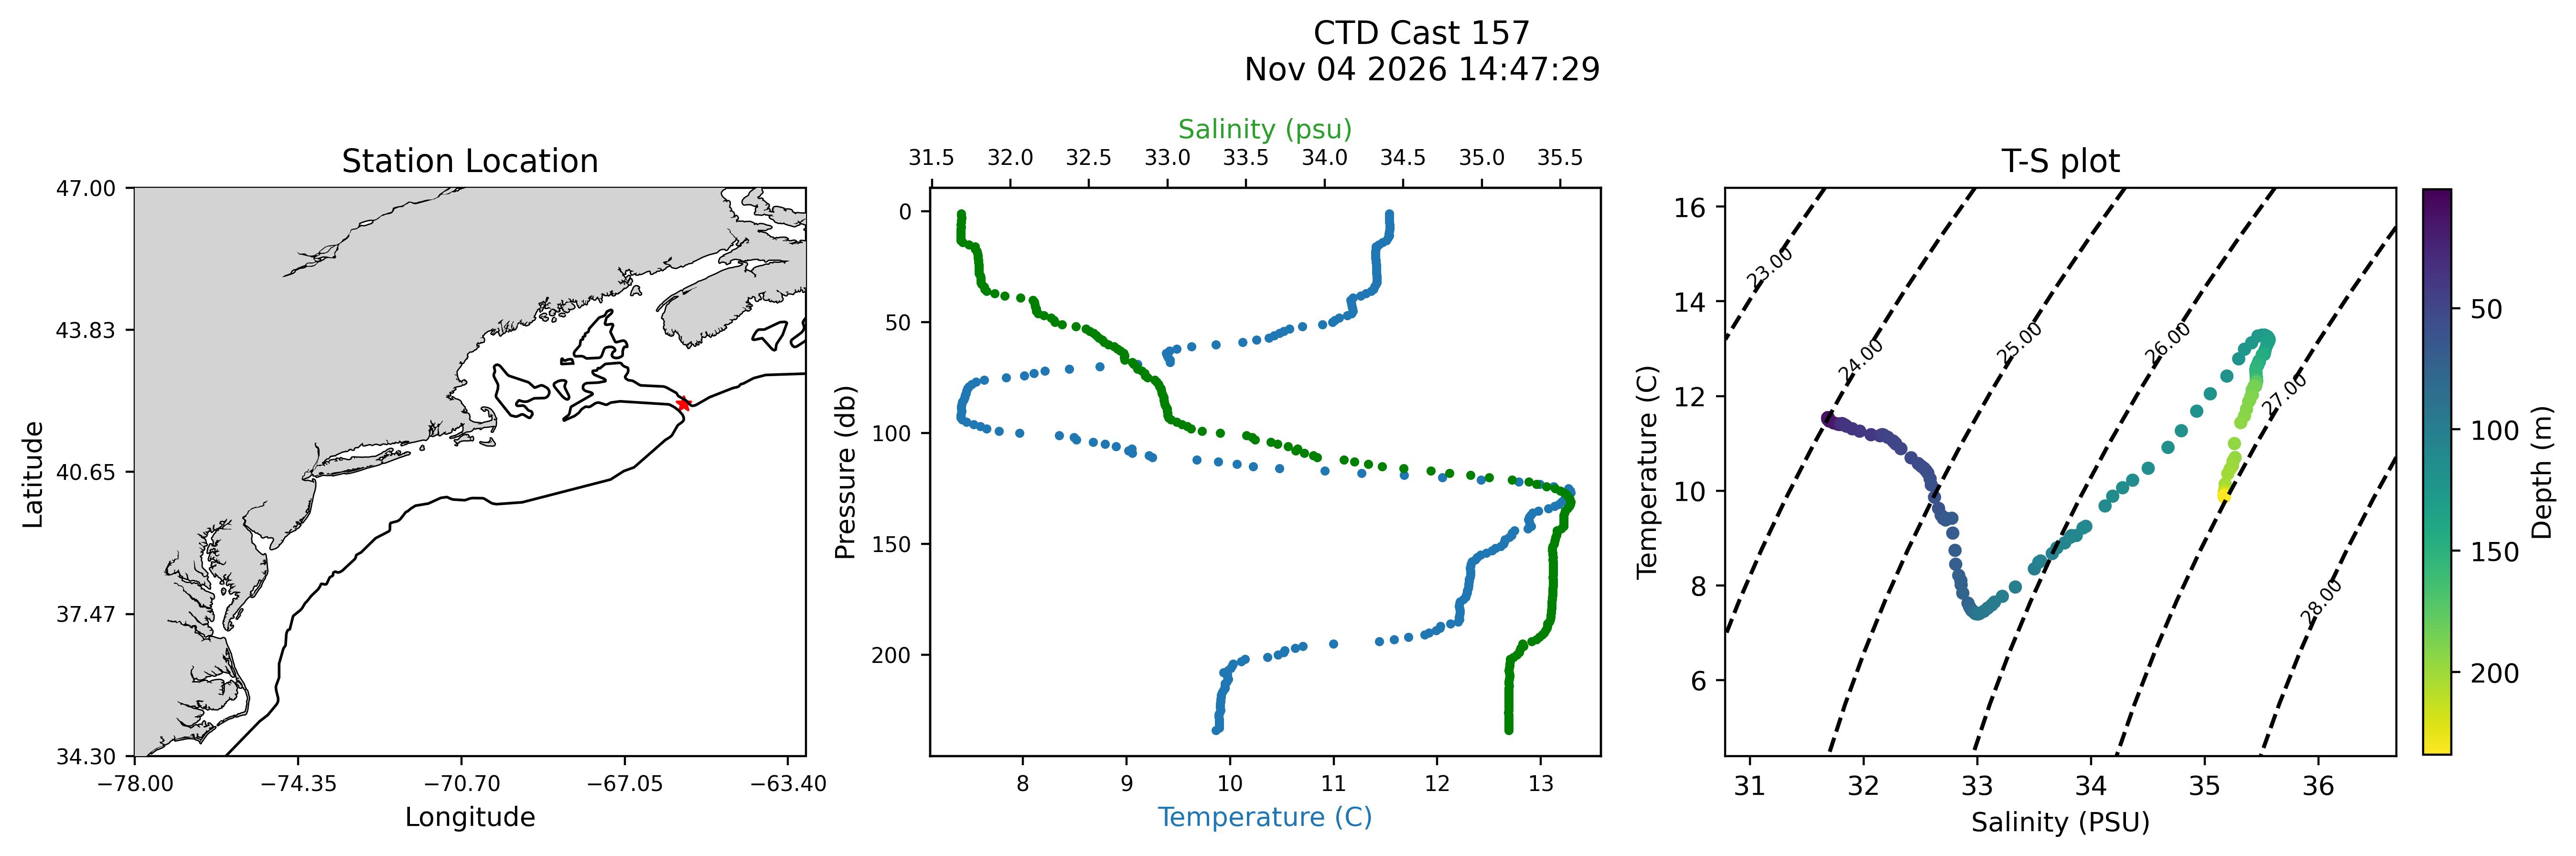 CTD Cast 157
Nov 04 2026 14:47:29
Station Location
47.00
43.83
40.65
37.47
34.30
Latitude
−78.00 −74.35 −70.70 −67.05 −63.40
Longitude
Salinity (psu)
31.5 32.0 32.5 33.0 33.5 34.0 34.5 35.0 35.5
0
50
100
150
200
Pressure (db)
8 9 10 11 12 13
Temperature (C)
T-S plot
16
14
12
10
8
6
Temperature (C)
23.00
24.00
25.00
26.00
27.00
28.00
31 32 33 34 35 36
Salinity (PSU)
50
100
150
200
Depth (m)